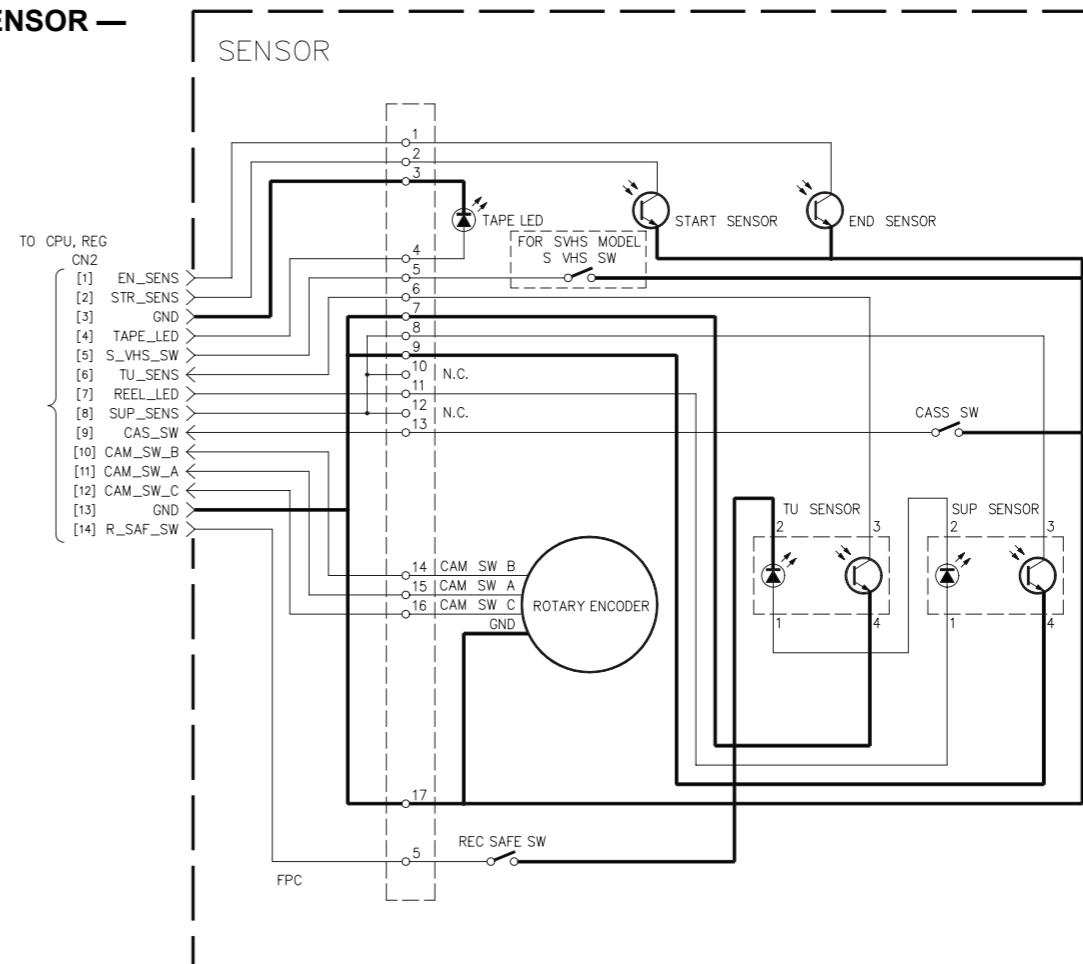 ENSOR —
SENSOR
1
2
3
TAPE LED
START SENSOR
END SENSOR
FOR SVHS MODEL
S VHS SW
TO CPU, REG
CN2
[1] EN_SENS
[2] STR_SENS
[3] GND
[4] TAPE_LED
[5] S_VHS_SW
[6] TU_SENS
[7] REEL_LED
[8] SUP_SENS
[9] CAS_SW
[10] CAM_SW_B
[11] CAM_SW_A
[12] CAM_SW_C
[13] GND
[14] R_SAF_SW
4
5
6
7
8
9
10 N.C.
11
12 N.C.
13
CASS SW
TU SENSOR
2 3
1 4
SUP SENSOR
2 3
1 4
14 CAM SW B
15 CAM SW A
16 CAM SW C
GND
ROTARY ENCODER
17
5
REC SAFE SW
FPC